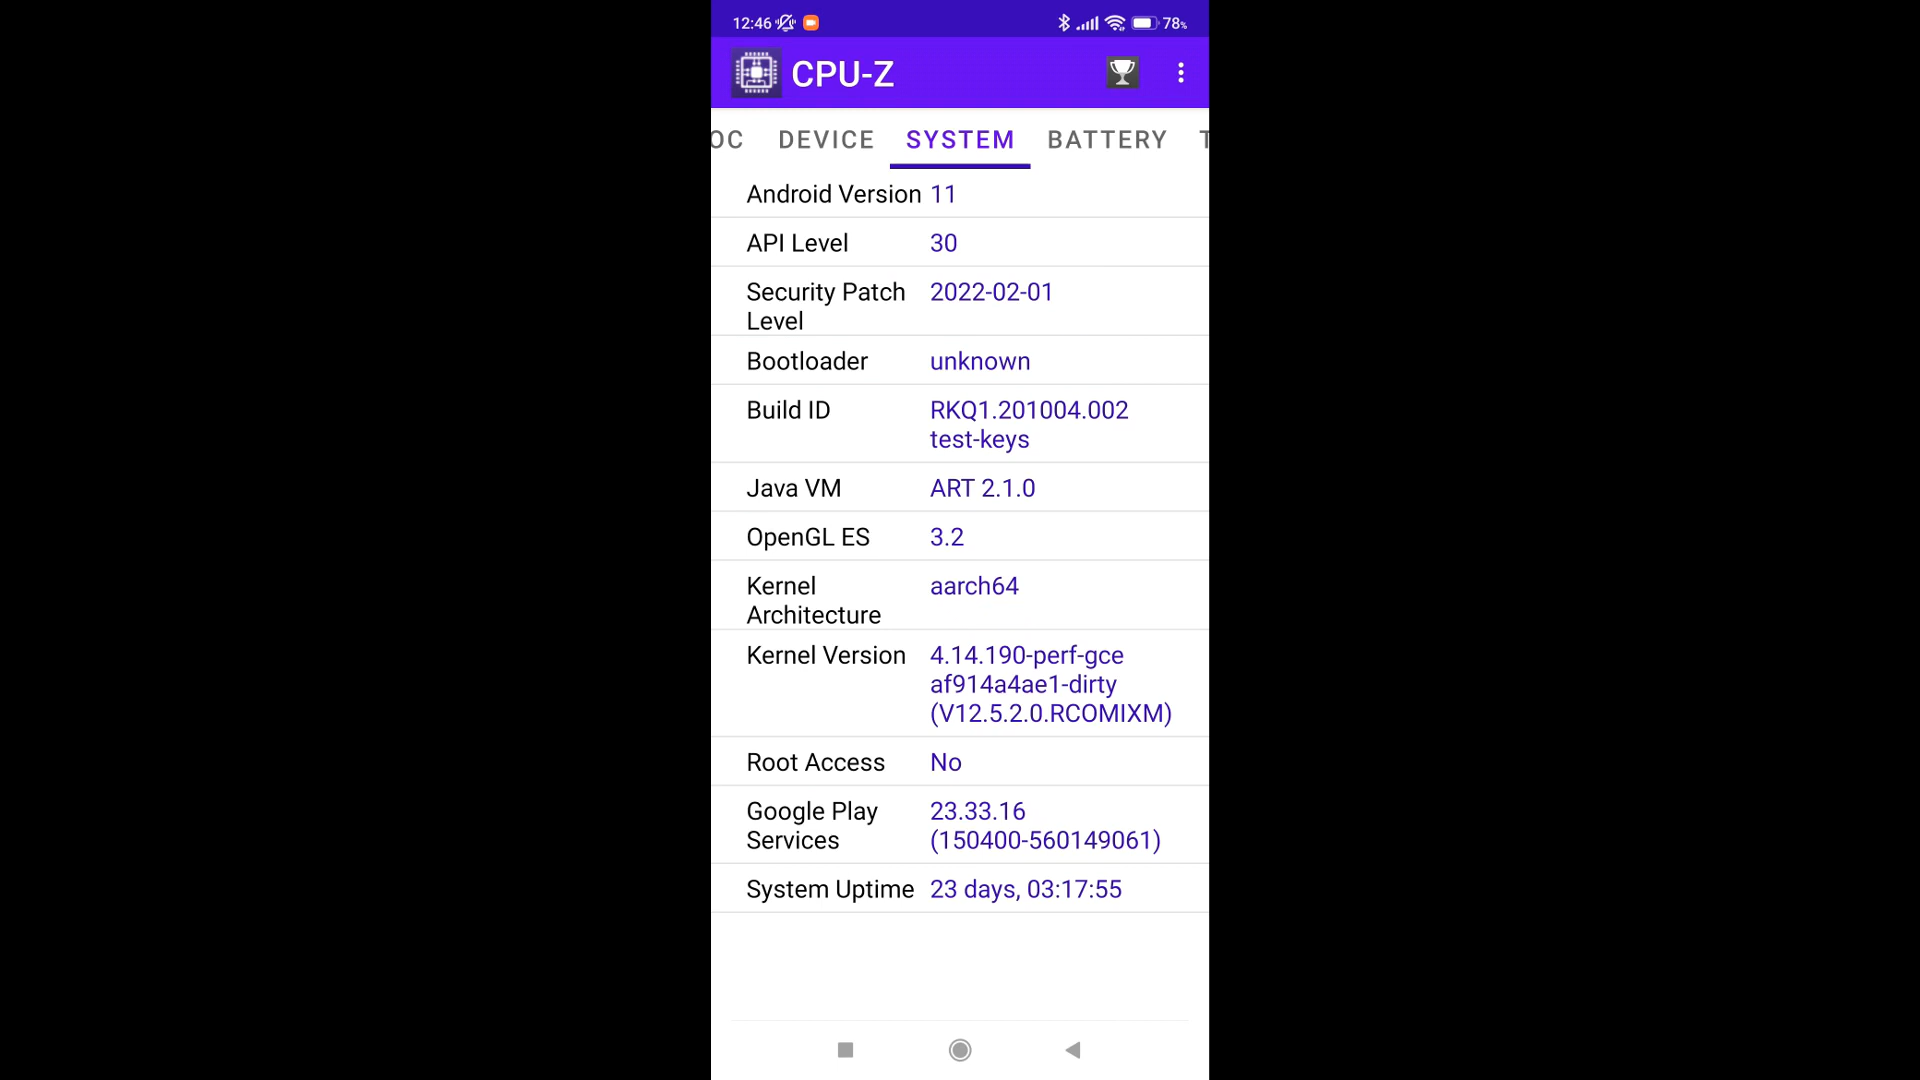 12:46 78%
CPU-Z
OC DEVICE SYSTEM BATTERY T
Android Version 11
API Level 30
Security Patch 2022-02-01
Level
Bootloader unknown
Build ID RKQ1.201004.002
test-keys
Java VM ART 2.1.0
OpenGL ES 3.2
Kernel aarch64
Architecture
Kernel Version 4.14.190-perf-gce
af914a4ae1-dirty
(V12.5.2.0.RCOMIXM)
Root Access No
Google Play 23.33.16
Services (150400-560149061)
System Uptime 23 days, 03:17:55